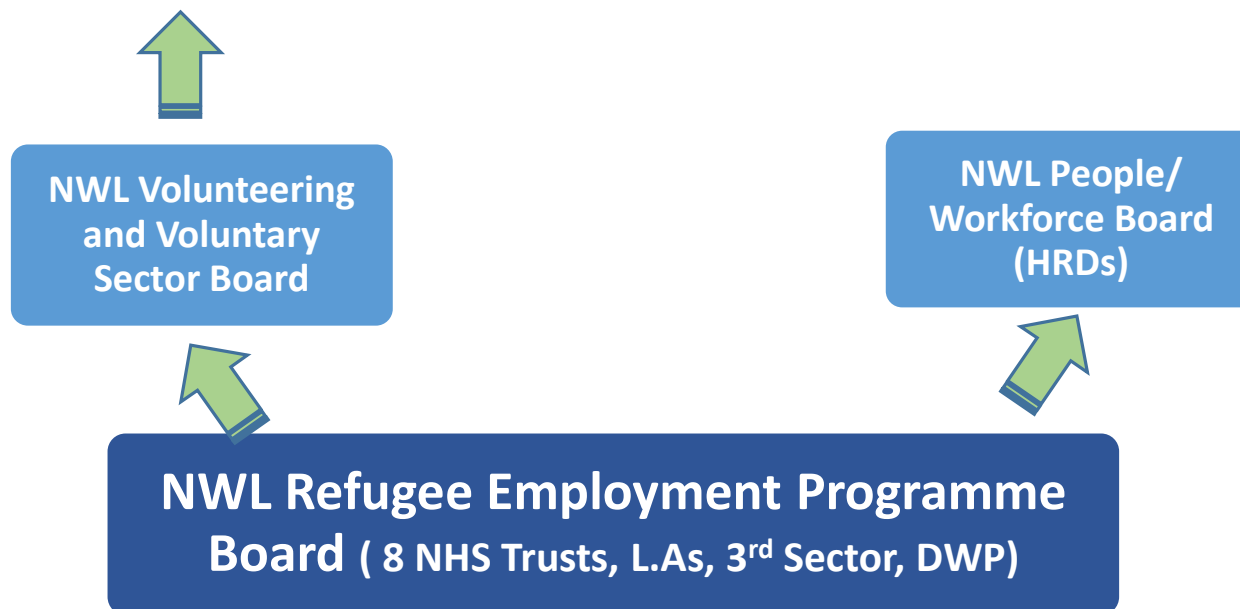 NWL Volunteering
and Voluntary
Sector Board
NWL People/
Workforce Board
(HRDs)
NWL Refugee Employment Programme
Board ( 8 NHS Trusts, L.As, 3rd Sector, DWP)